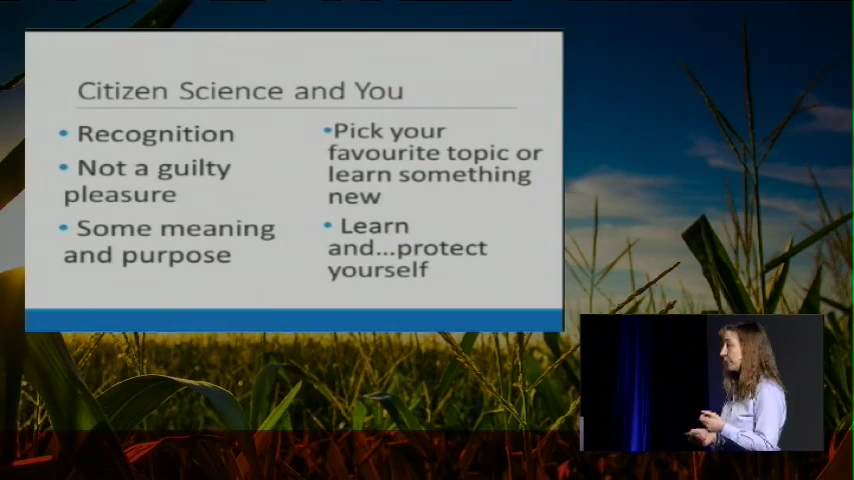 Citizen Science and You
• Recognition
• Not a guilty
pleasure
• Some meaning
and purpose
•Pick your
favourite topic or
learn something
new
• Learn
and...protect
yourself